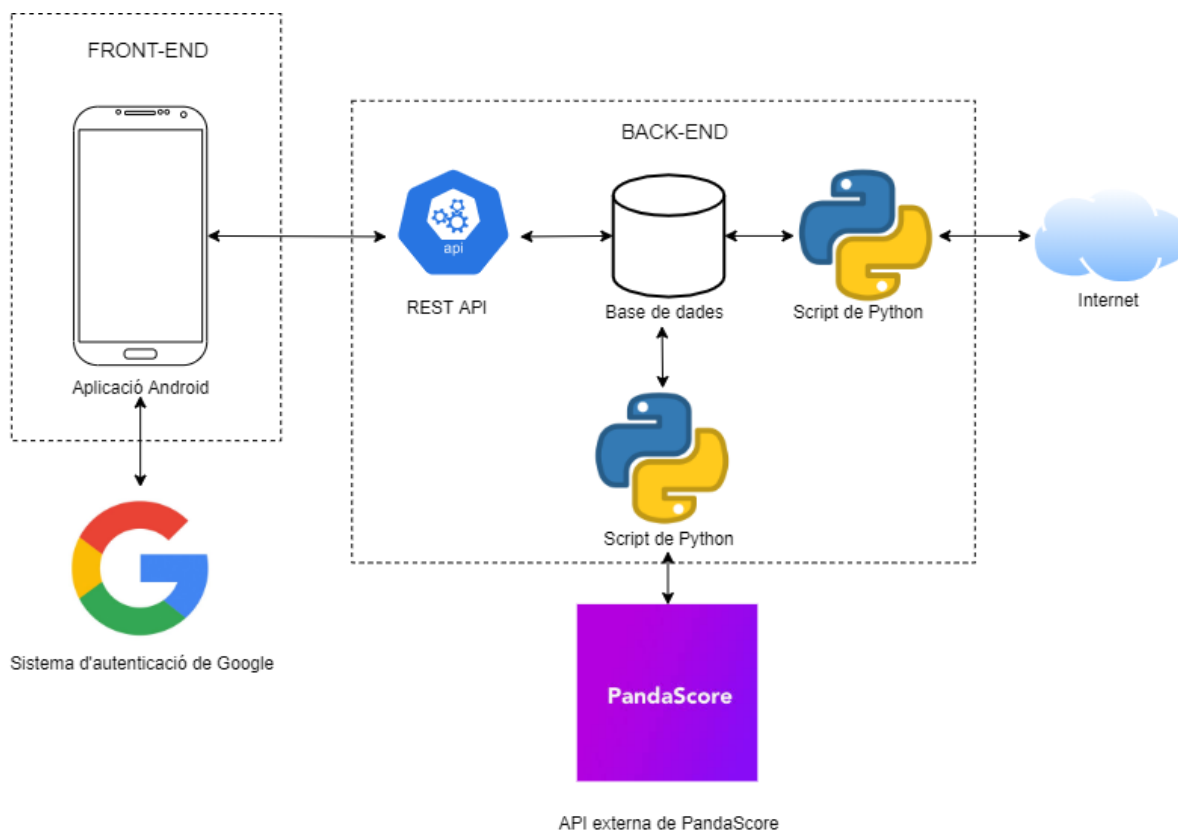 FRONT-END
Aplicació Android
Sistema d'autenticació de Google
BACK-END
api
REST API
Base de dades
Script de Python
Internet
Script de Python
PandaScore
API externa de PandaScore